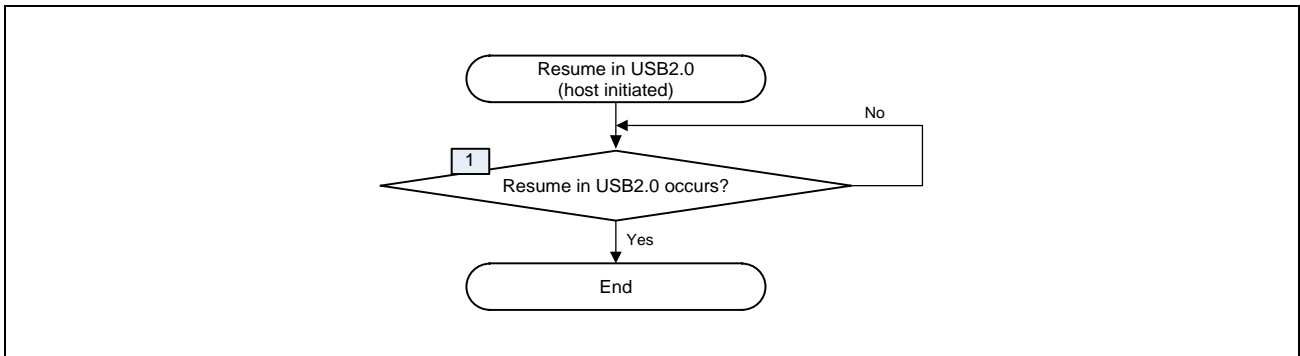 Resume in USB2.0
(host initiated)
No
1
Resume in USB2.0 occurs?
Yes
End